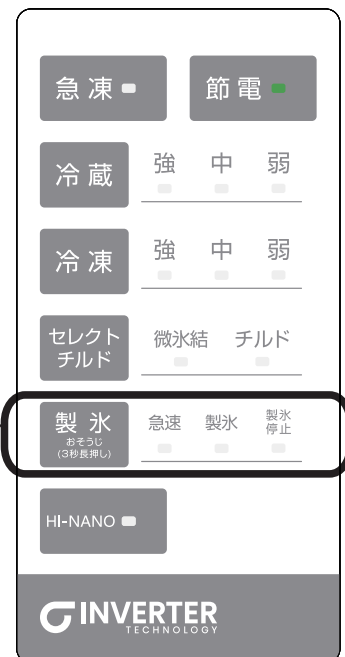 急凍 節電
冷蔵 強 中 弱
冷凍 強 中 弱
セレクト
チルド
微氷結 チルド
製氷
おそうじ
(3秒長押し)
急速 製氷 製氷
停止
HI-NANO
INVERTER
TECHNOLOGY